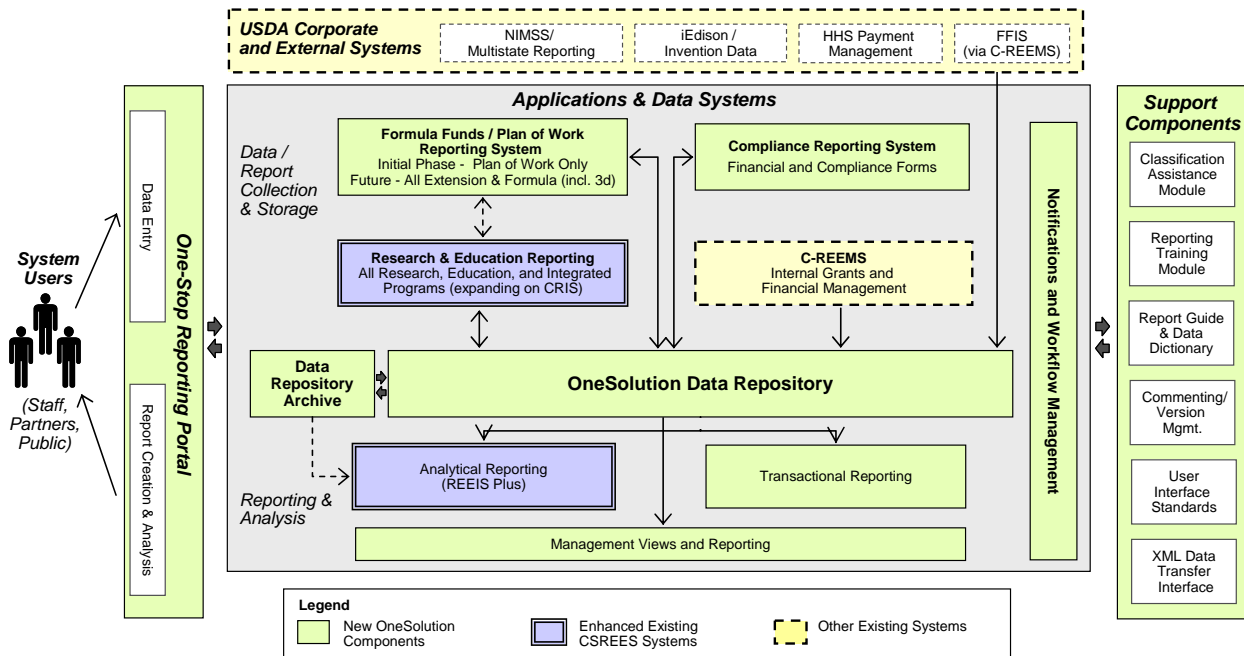 USDA Corporate
and External Systems
NIMSS/
Multistate Reporting
iEdison /
Invention Data
HHS Payment
Management
FFIS
(via C-REEMS)
System
Users
(Staff,
Partners,
Public)
Data Entry
Report Creation & Analysis
One-Stop Reporting Portal
Applications & Data Systems
Data /
Report
Collection
& Storage
Formula Funds / Plan of Work
Reporting System
Initial Phase - Plan of Work Only
Future - All Extension & Formula (incl. 3d)
Compliance Reporting System
Financial and Compliance Forms
Research & Education Reporting
All Research, Education, and Integrated
Programs (expanding on CRIS)
C-REEMS
Internal Grants and
Financial Management
Data
Repository
Archive
OneSolution Data Repository
Reporting &
Analysis
Analytical Reporting
(REEIS Plus)
Transactional Reporting
Management Views and Reporting
Notifications and Workflow Management
Support
Components
Classification
Assistance
Module
Reporting
Training
Module
Report Guide
& Data
Dictionary
Commenting/
Version
Mgmt.
User
Interface
Standards
XML Data
Transfer
Interface
Legend
New OneSolution
Components
Enhanced Existing
CSREES Systems
Other Existing Systems